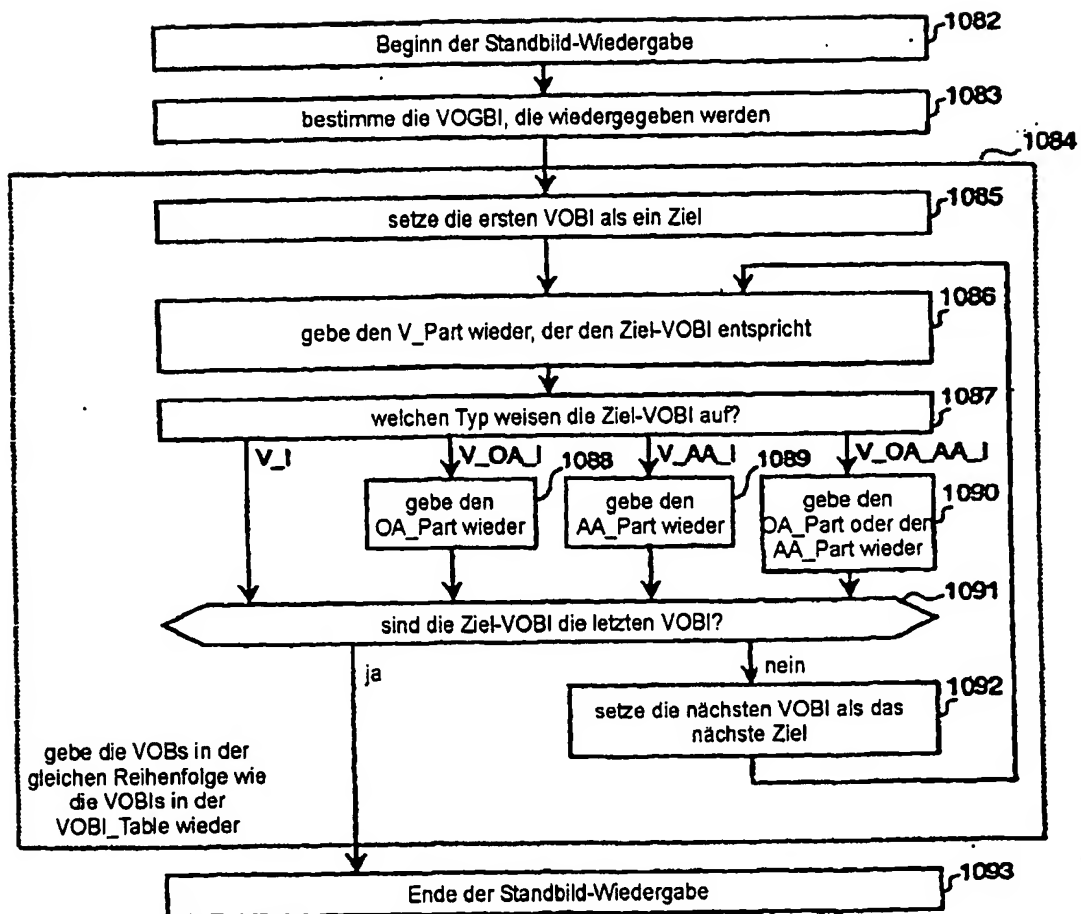 1082
Beginn der Standbild-Wiedergabe
1083
bestimme die VOGBI, die wiedergegeben werden
1084
1085
setze die ersten VOBI als ein Ziel
1086
gebe den V_Part wieder, der den Ziel-VOBI entspricht
1087
welchen Typ weisen die Ziel-VOBI auf?
V_I
V_OA_I
1088
V_AA_I
1089
V_OA_AA_I
1090
gebe den
OA_Part wieder
gebe den
AA_Part wieder
gebe den
OA_Part oder den
AA_Part wieder
1091
sind die Ziel-VOBI die letzten VOBI?
ja
nein
1092
setze die nächsten VOBI als das
nächste Ziel
gebe die VOBs in der
gleichen Reihenfolge wie
die VOBIs in der
VOBI_Table wieder
1093
Ende der Standbild-Wiedergabe